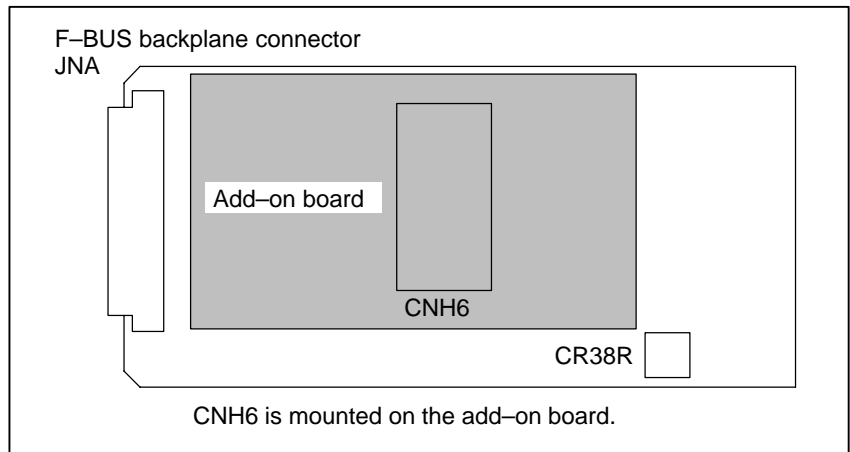 F–BUS backplane connector
JNA
Add–on board
CNH6
CR38R
CNH6 is mounted on the add–on board.